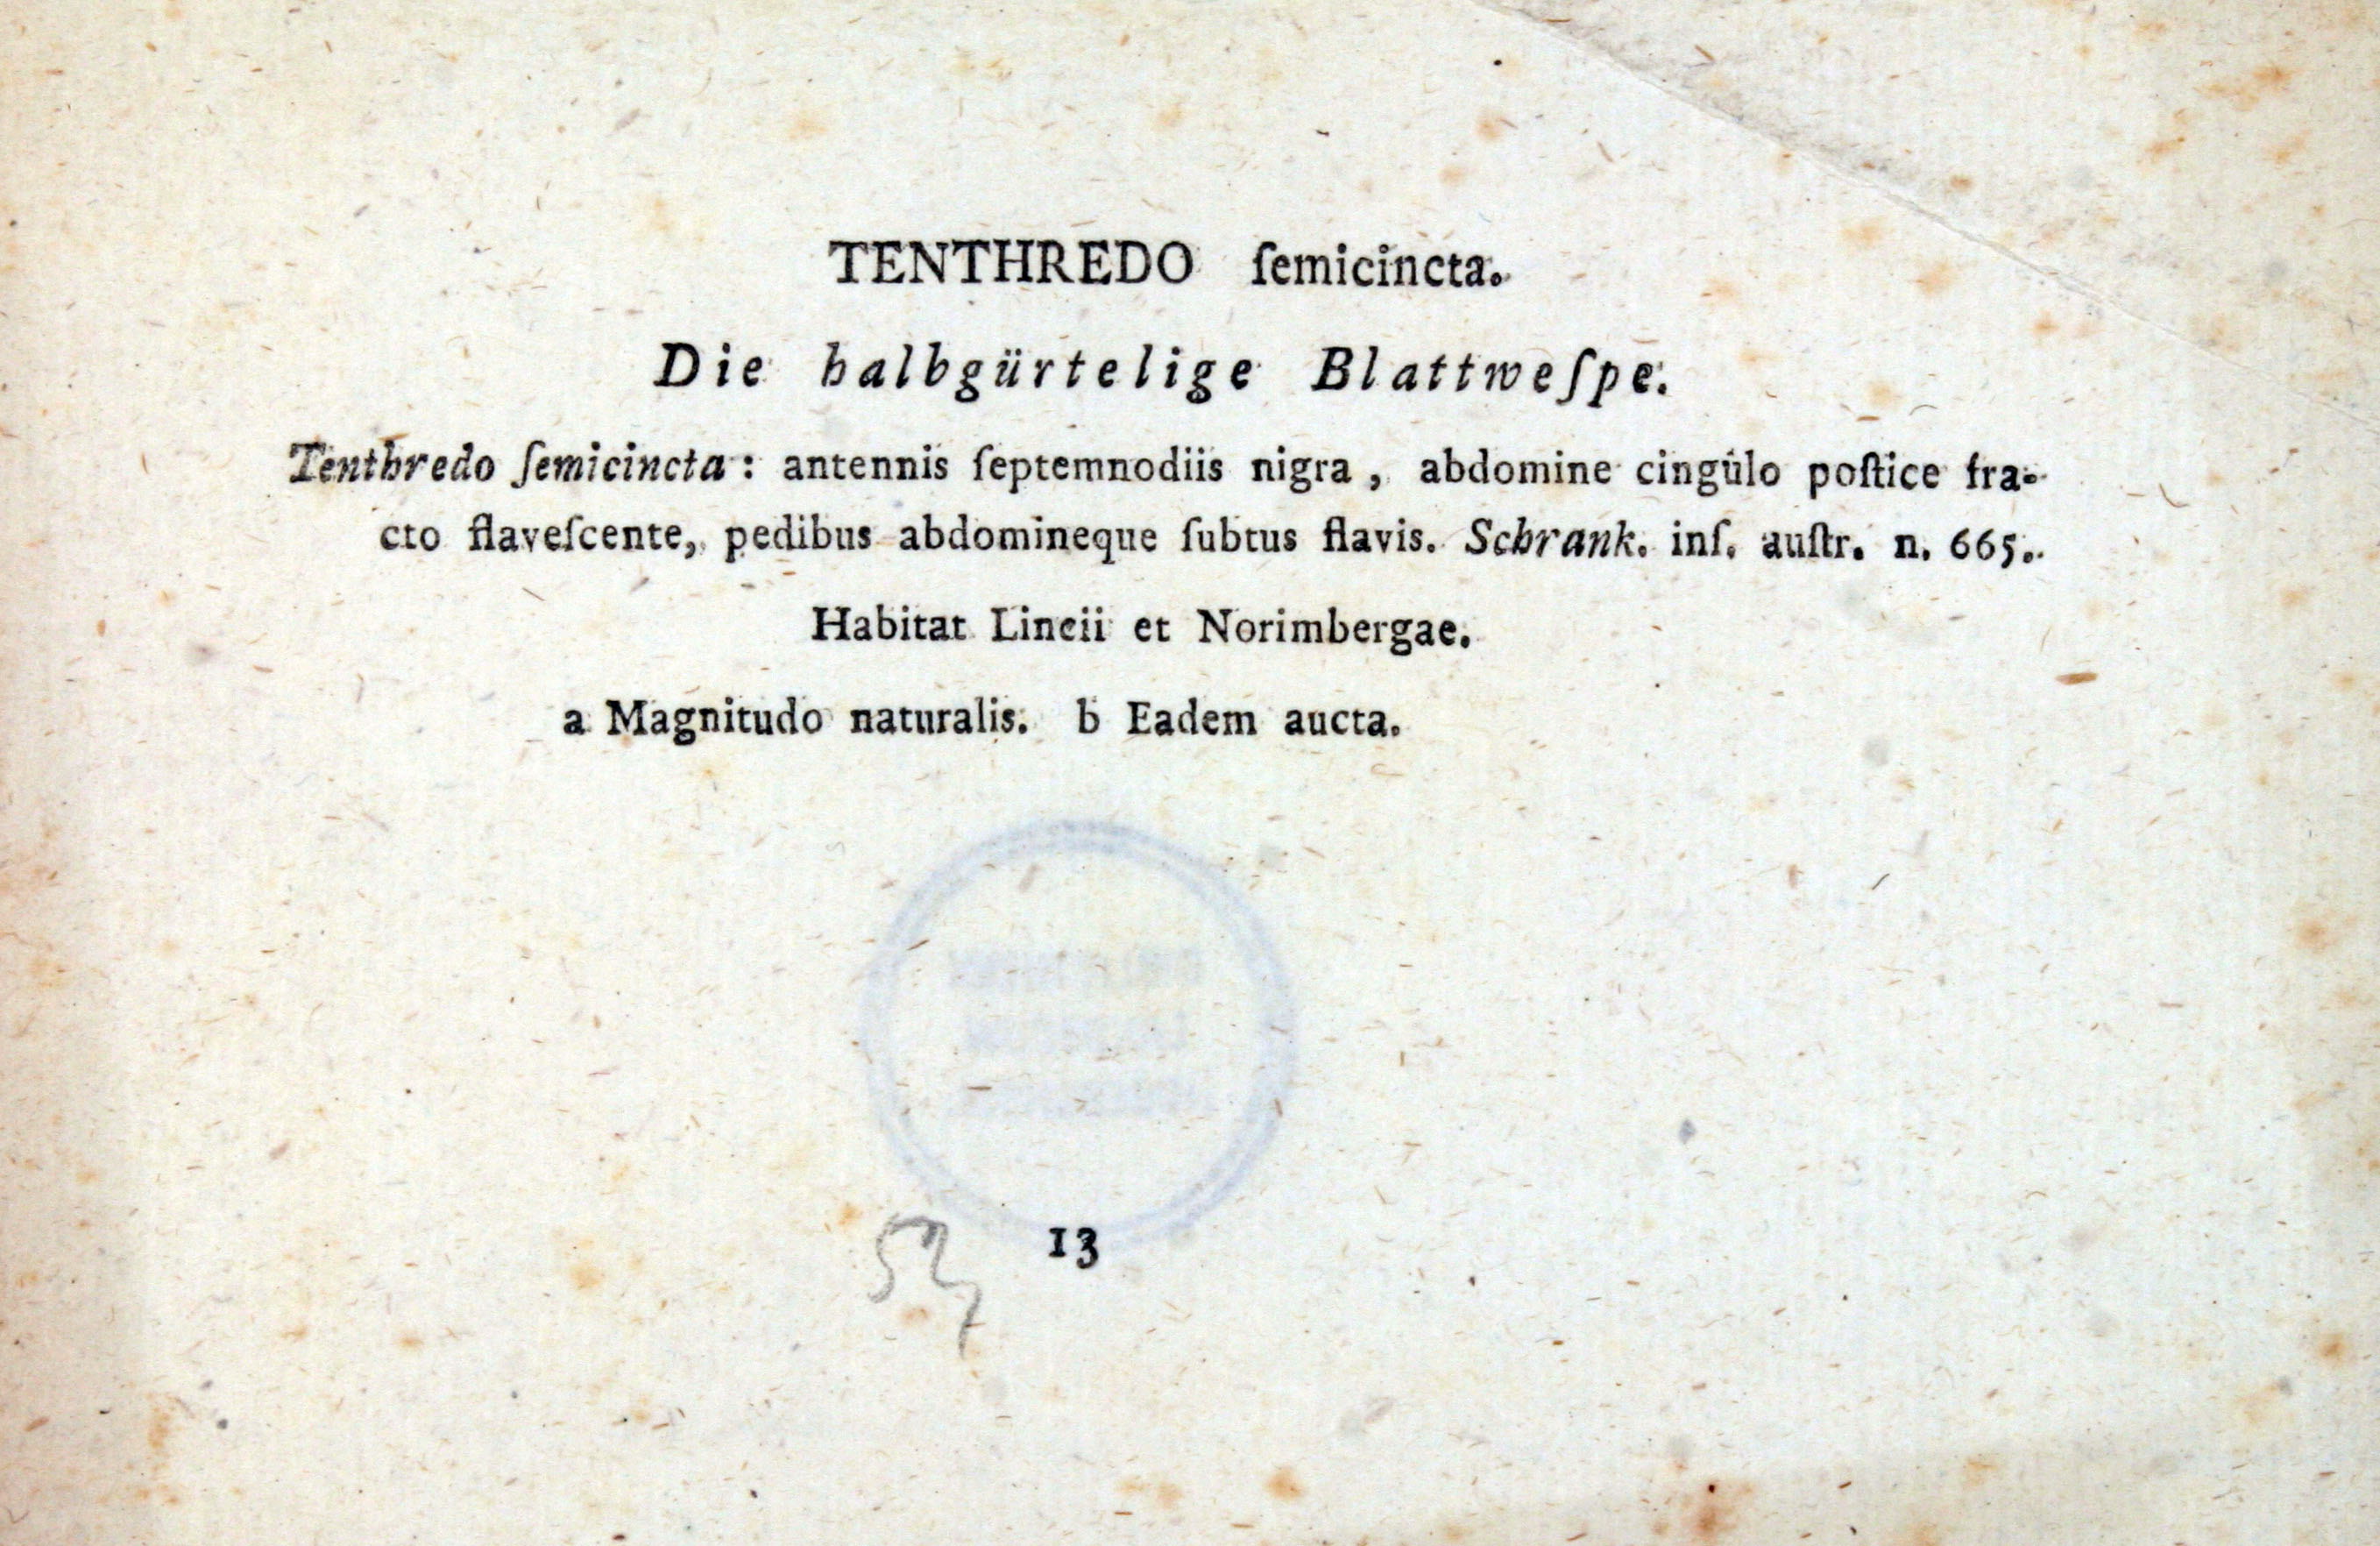 TENTHREDO ſemicincta.
Die halbgürtelige Blattweſpe.
Tenthredo ſemicincta: antennis ſeptemnodiis nigra, abdomine cingulo poſtice fra-
cto flaveſcente, pedibus abdomineque ſubtus flavis. Schrank. inſ. auſtr. n. 665.
Habitat Lincii et Norimbergae.
a Magnitudo naturalis. b Eadem aucta.
13